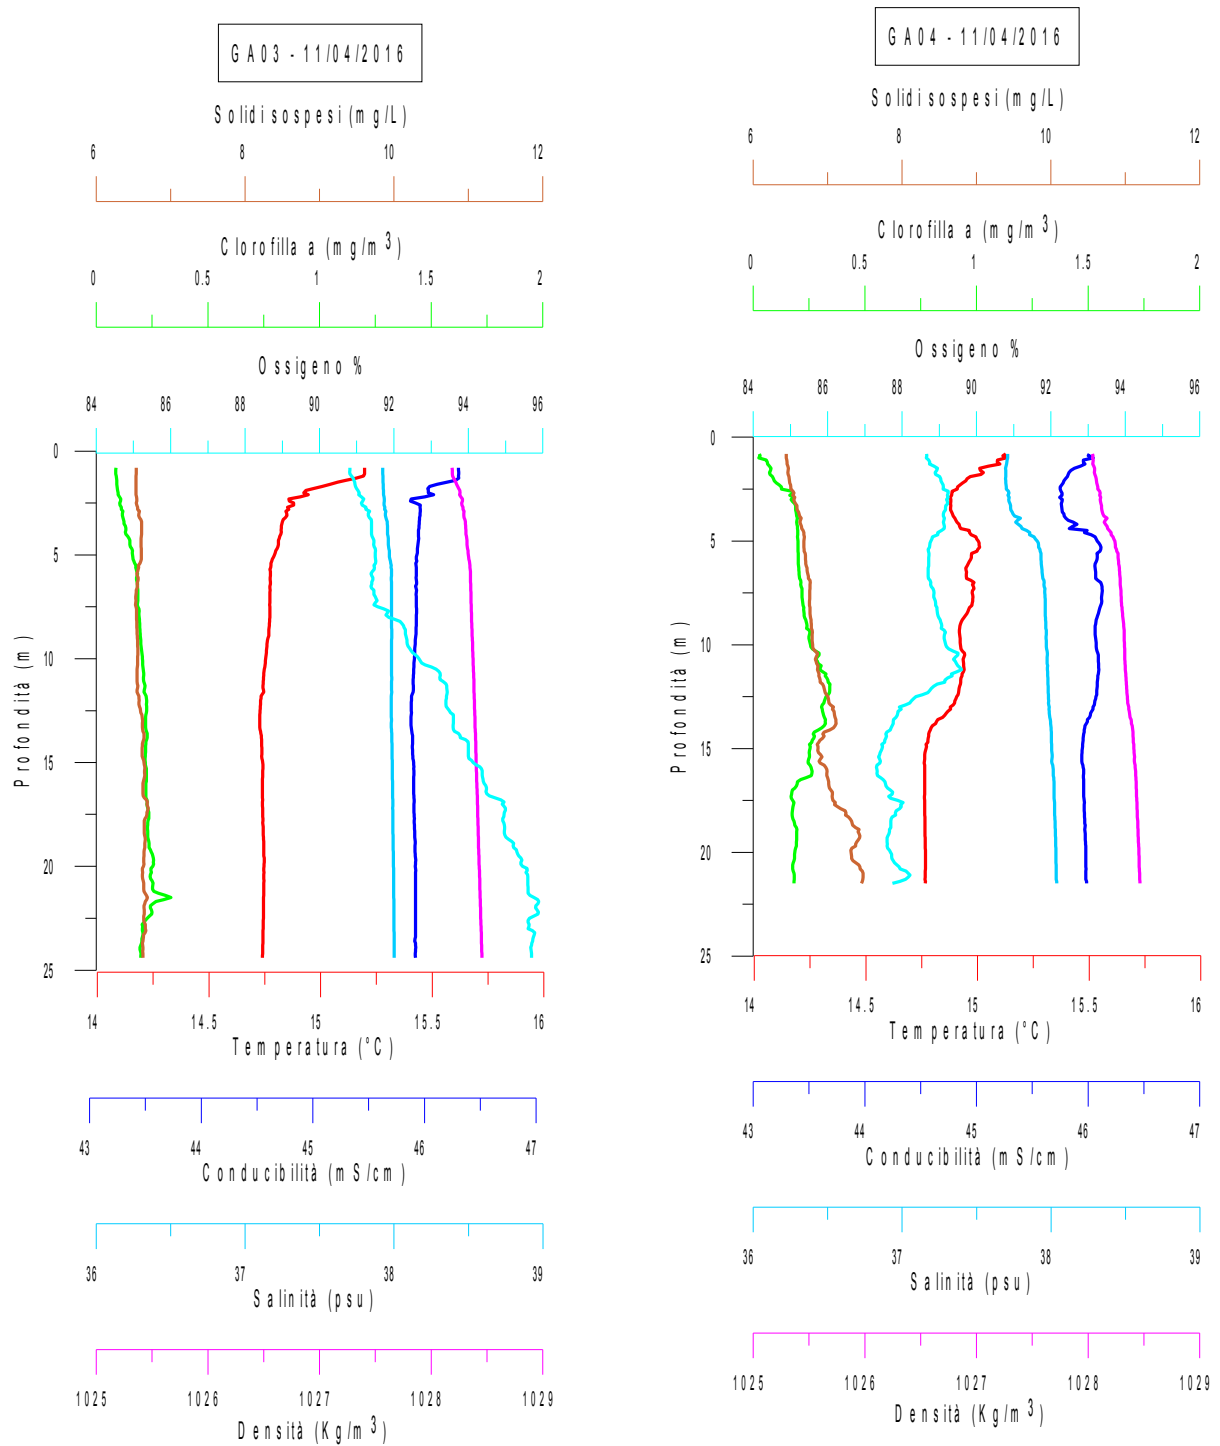 GA03 - 11/04/2016
Solidi sospesi (mg/L)
6 8 10 12
Clorofilla a (mg/m3)
0 0.5 1 1.5 2
Ossigeno %
84 86 88 90 92 94 96
0
5
10
15
20
25
Profondità (m)
14 14.5 15 15.5 16
Temperatura (°C)
43 44 45 46 47
Conducibilità (mS/cm)
36 37 38 39
Salinità (psu)
1025 1026 1027 1028 1029
Densità (Kg/m3)
GA04 - 11/04/2016
Solidi sospesi (mg/L)
6 8 10 12
Clorofilla a (mg/m3)
0 0.5 1 1.5 2
Ossigeno %
84 86 88 90 92 94 96
0
5
10
15
20
25
Profondità (m)
14 14.5 15 15.5 16
Temperatura (°C)
43 44 45 46 47
Conducibilità (mS/cm)
36 37 38 39
Salinità (psu)
1025 1026 1027 1028 1029
Densità (Kg/m3)